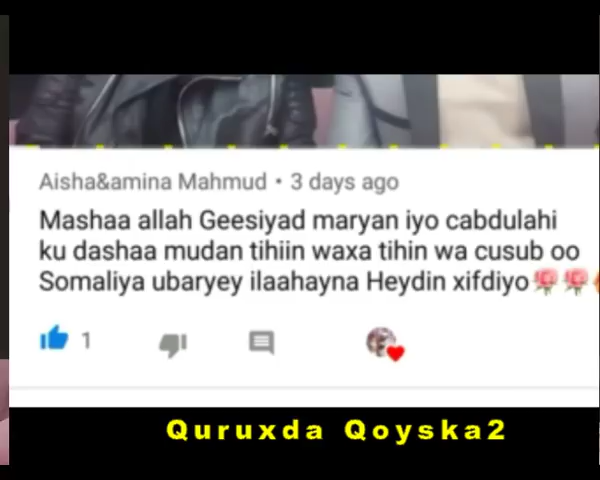 Aisha&amina Mahmud • 3 days ago
Mashaa allah Geesiyad maryan iyo cabdulahi
ku dashaa mudan tihiin waxa tihin wa cusub oo
Somaliya ubaryey ilaahayna Heydin xifdiyo🌹🌹
1
Quruxda Qoyska2